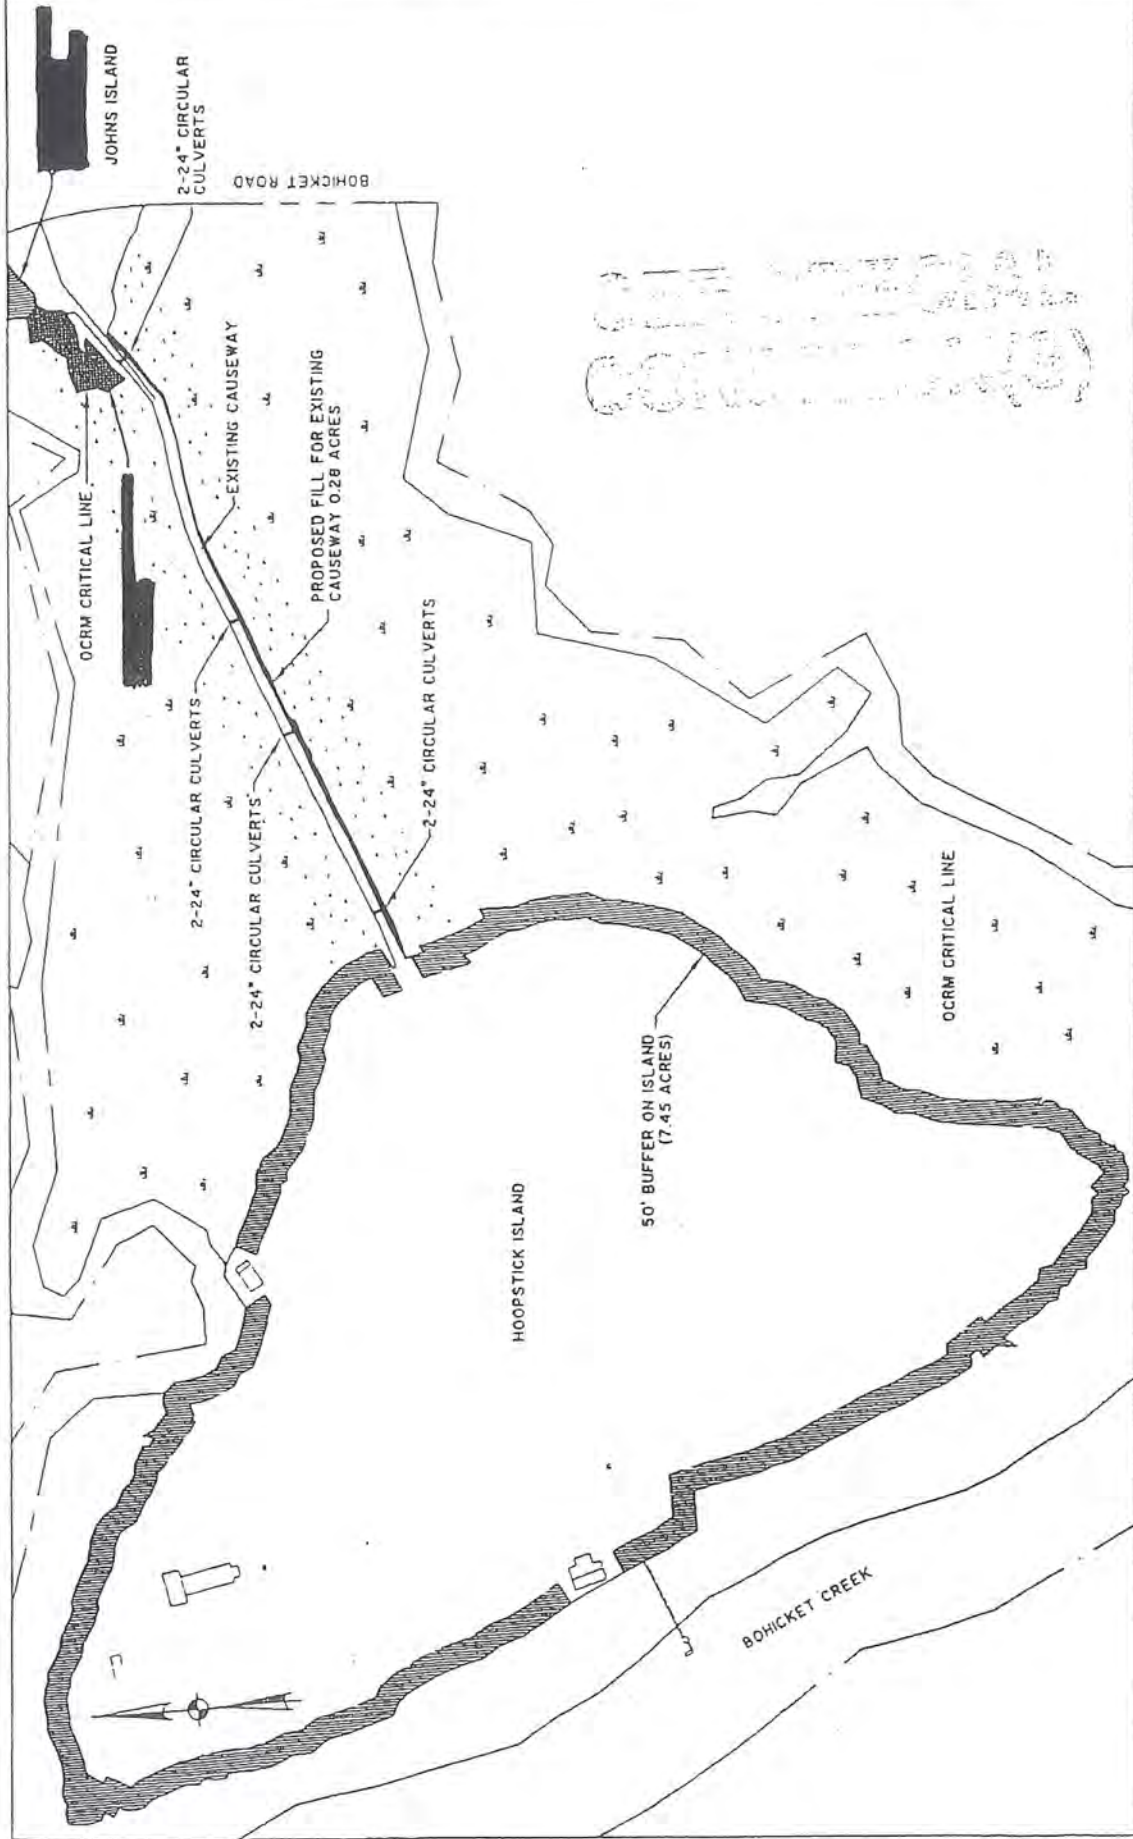 JOHNS ISLAND
2-24" CIRCULAR
CULVERTS
BOHICKET ROAD
OCRM CRITICAL LINE
EXISTING CAUSEWAY
PROPOSED FILL FOR EXISTING
CAUSEWAY 0.28 ACRES
2-24" CIRCULAR CULVERTS
2-24" CIRCULAR CULVERTS
2-24" CIRCULAR CULVERTS
OCRM CRITICAL LINE
50' BUFFER ON ISLAND
(7.45 ACRES)
HOOPSTICK ISLAND
BOHICKET CREEK